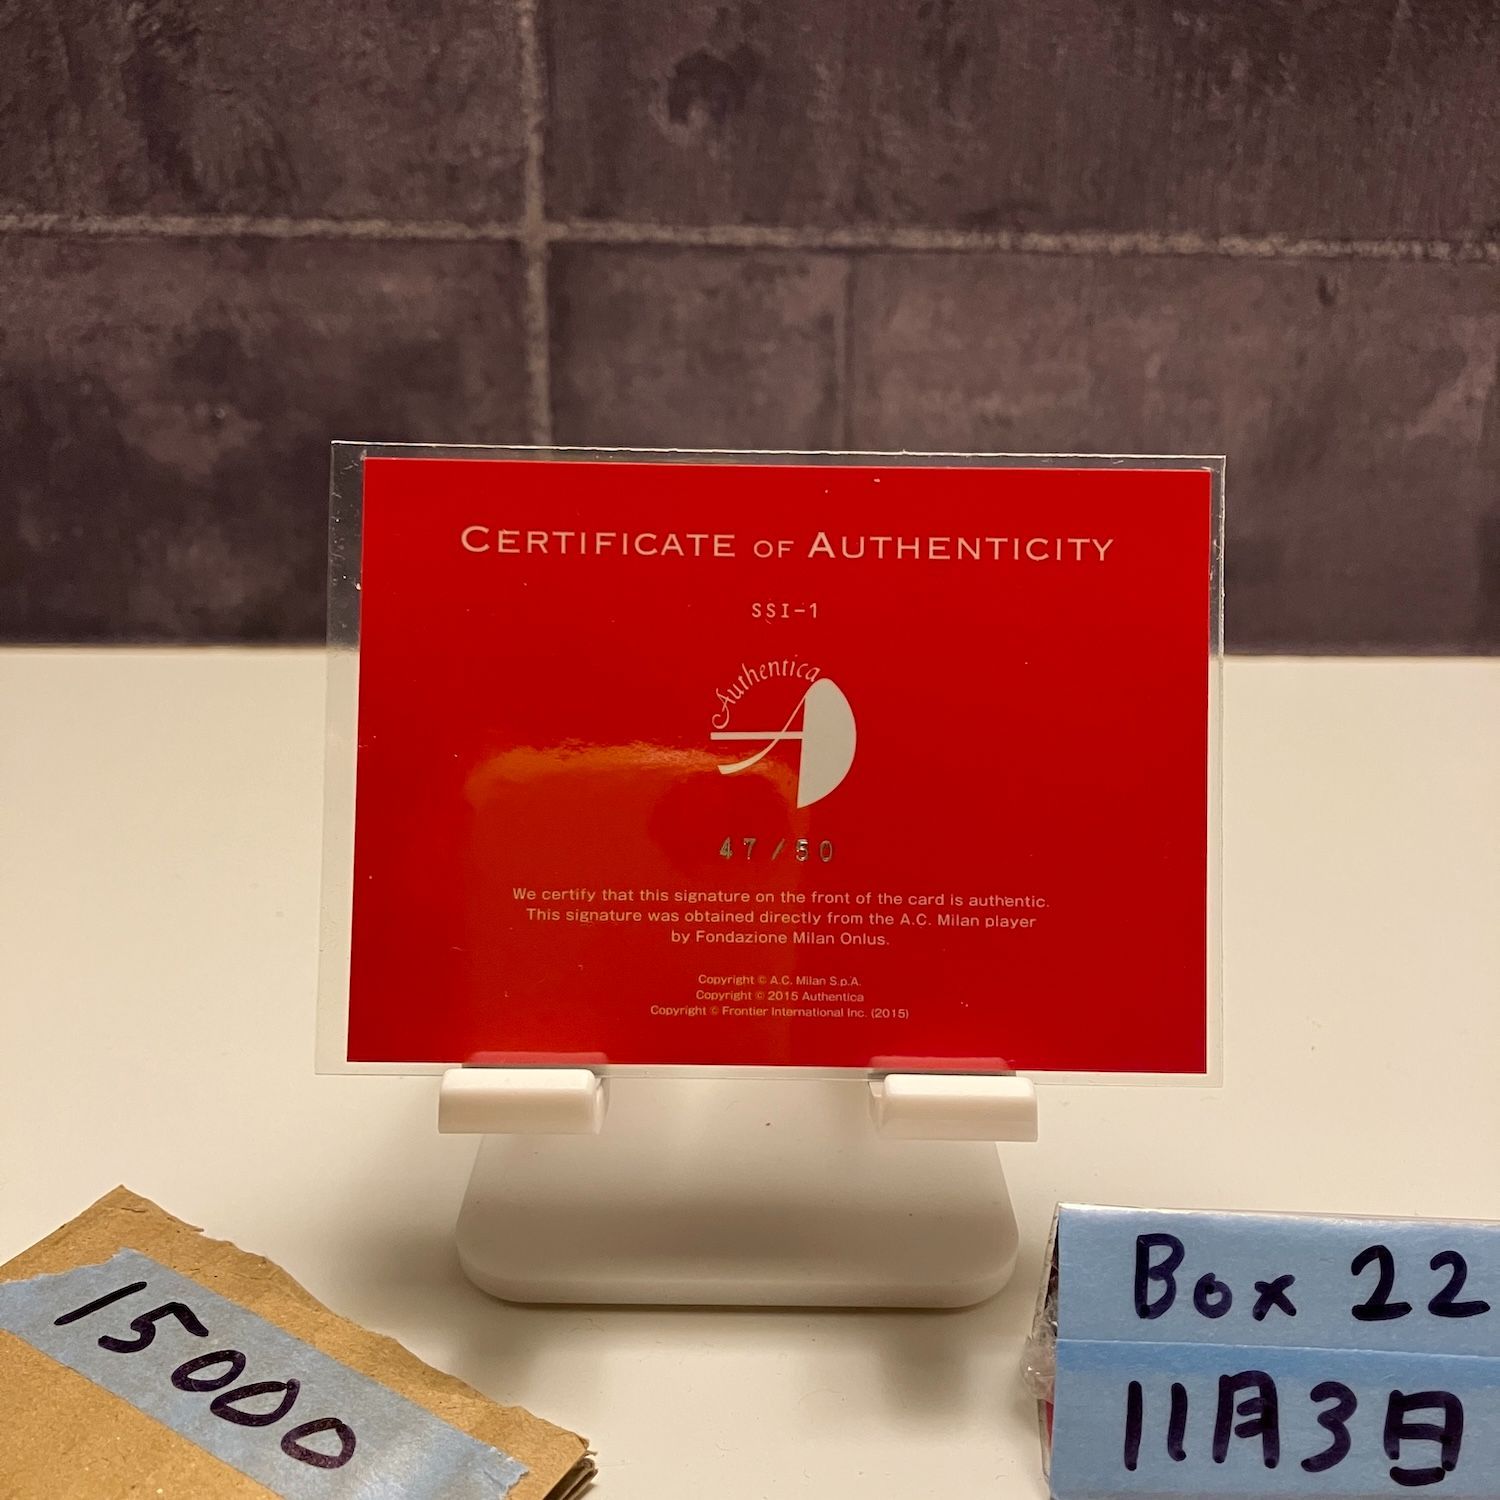 CERTIFICATE OF AUTHENTICITY
SSI-1
Authentica
47/50
We certify that this signature on the front of the card is authentic.
This signature was obtained directly from the A.C. Milan player
by Fondazione Milan Onlus.
Copyright © A.C. Milan S.p.A.
Copyright © 2015 Authentica
Copyright © Frontier International Inc. (2015)
15000
Box 22
11月3日